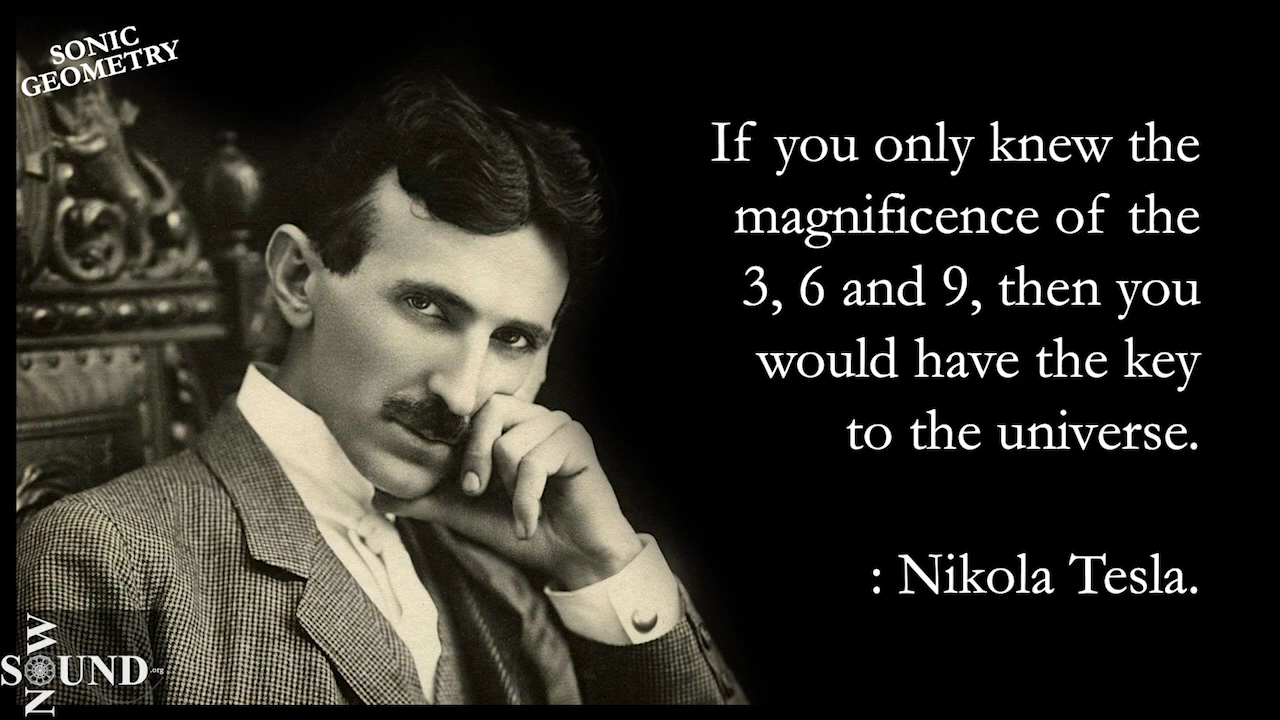 SONIC
GEOMETRY
If you only knew the
magnificence of the
3, 6 and 9, then you
would have the key
to the universe.
: Nikola Tesla.
NOW
SOUND.org